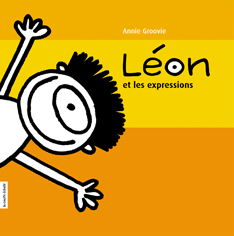 Annie Groovie
Léon
et les expressions
la courte échelle